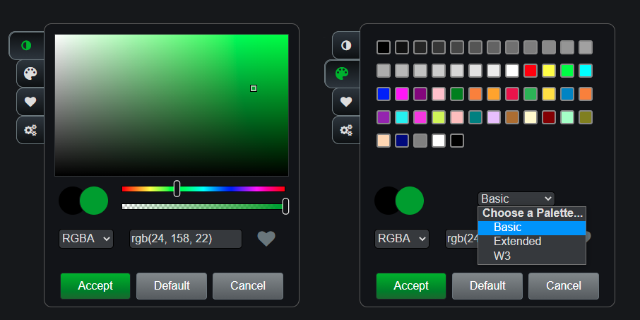 RGBA
rgb(24, 158, 22)
Accept
Default
Cancel
Basic
Choose a Palette...
Basic
Extended
W3
RGBA
rgb(24
Accept
Default
Cancel